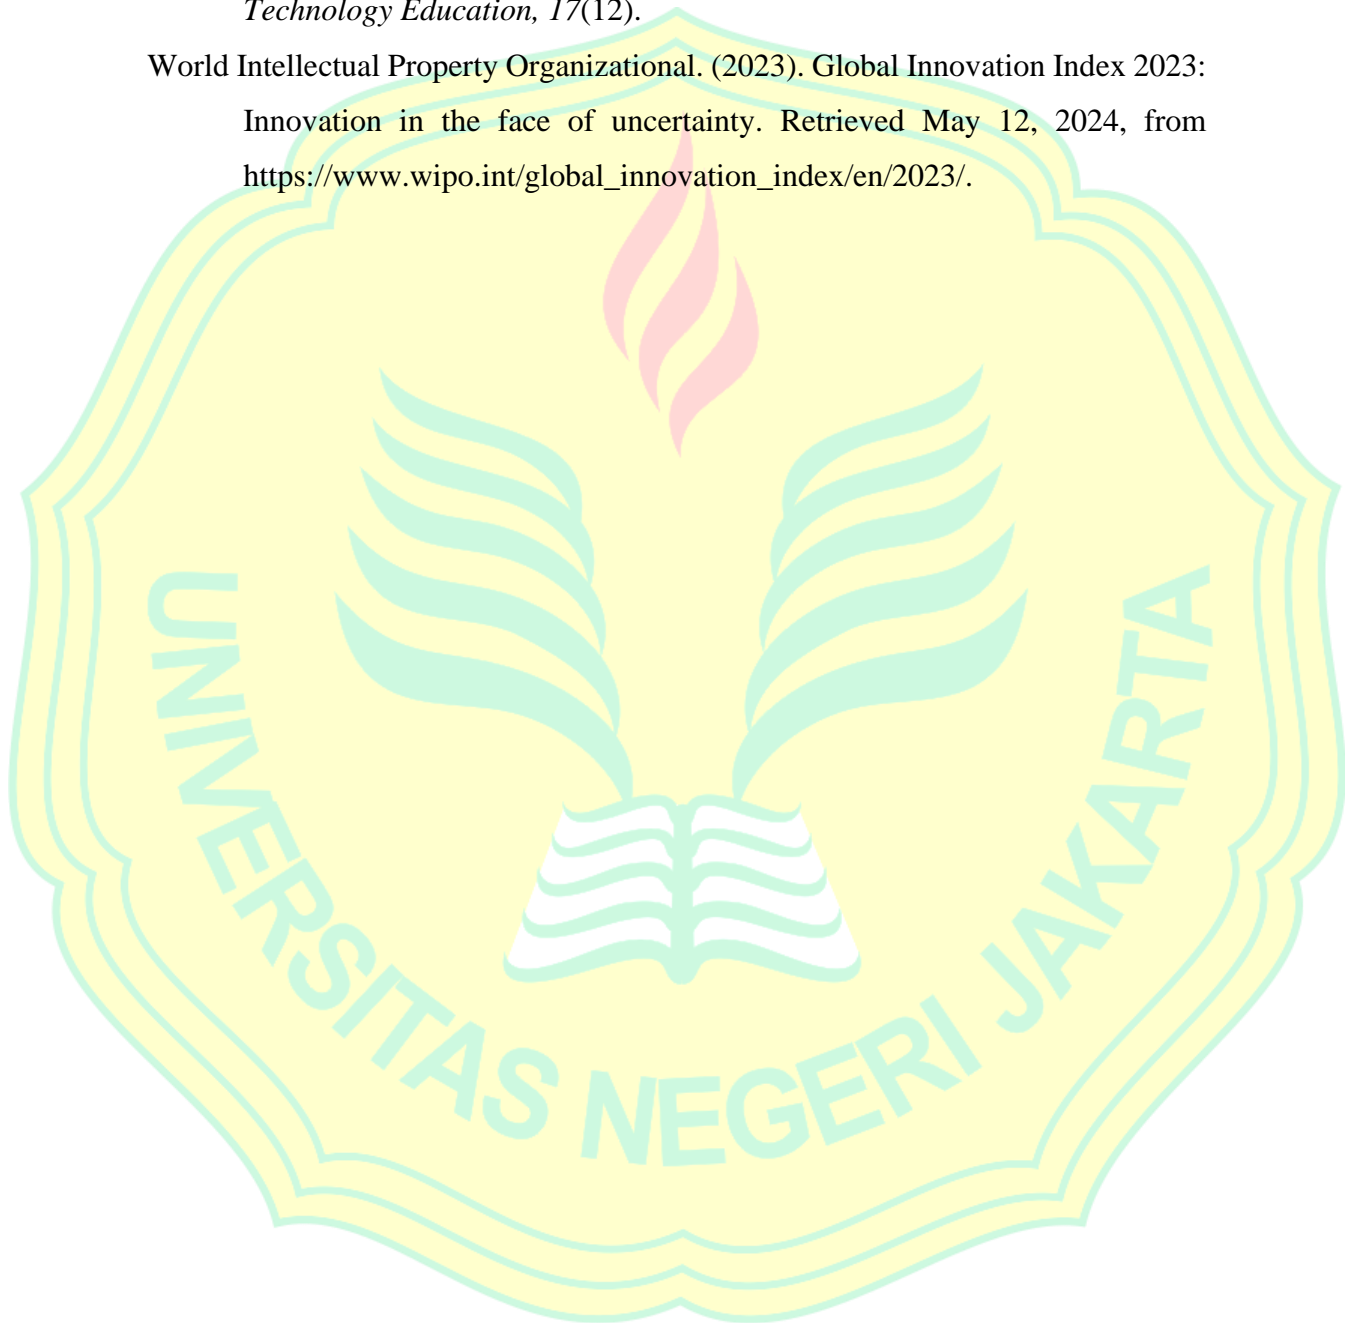 Technology Education, 17(12).
World Intellectual Property Organizational. (2023). Global Innovation Index 2023:
Innovation in the face of uncertainty. Retrieved May 12, 2024, from
https://www.wipo.int/global_innovation_index/en/2023/.
UNIVERSITAS NEGERI JAKARTA